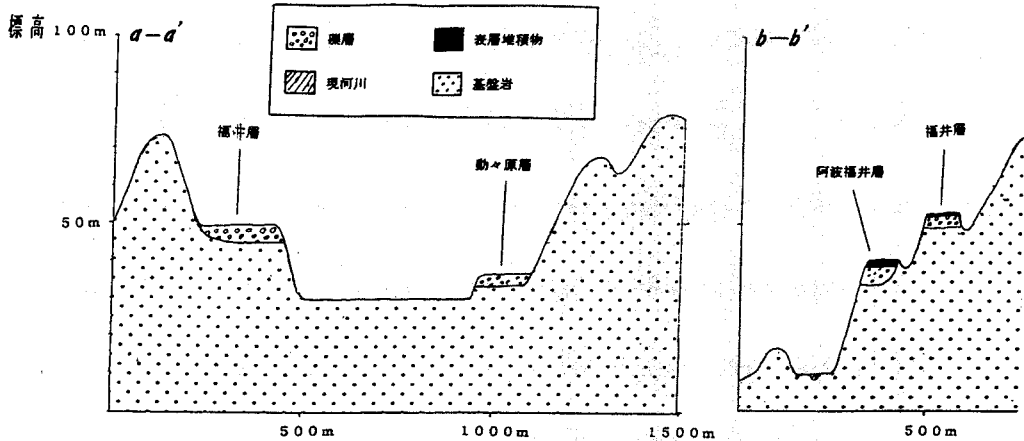 標高 100m
a—a'
礫層
表層堆積物
現河川
基盤岩
福井層
動々原層
50m
500m
1000m
1500m
b—b'
福井層
阿波福井層
500m